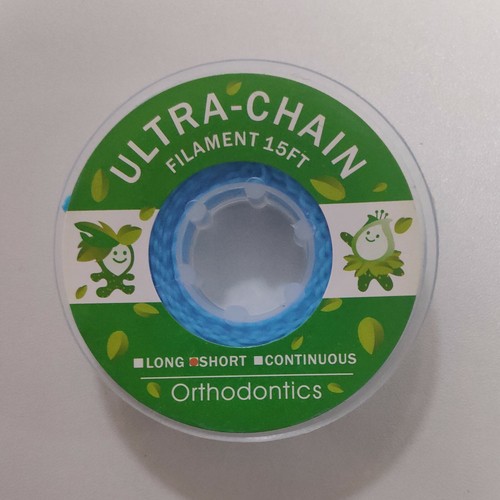 ULTRA-CHAIN
FILAMENT 15FT
LONG SHORT CONTINUOUS
Orthodontics